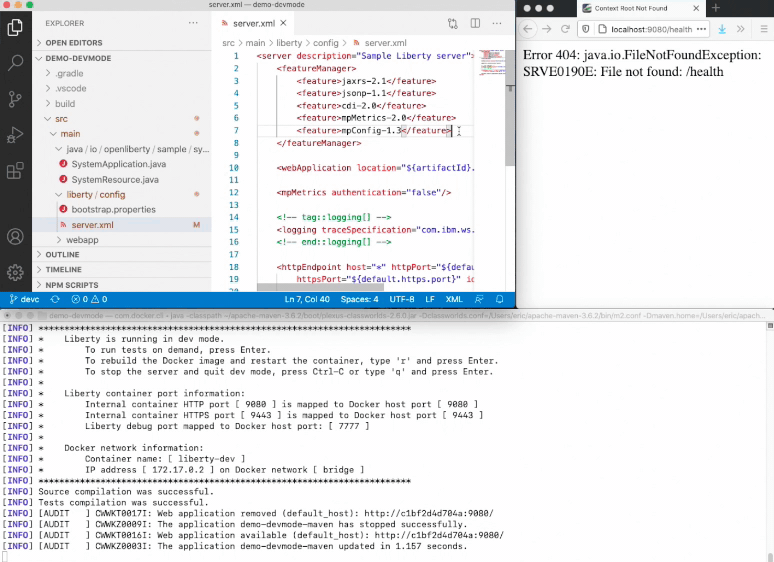 server.xml — demo-devmode
EXPLORER
OPEN EDITORS
DEMO-DEVMODE
.gradle
.vscode
build
src
main
java / io / openliberty / sample / sy...
SystemApplication.java
SystemResource.java
liberty / config
bootstrap.properties
server.xml M
webapp
OUTLINE
TIMELINE
NPM SCRIPTS
server.xml
src > main > liberty > config > server.xml
1 <server description="Sample Liberty server">
2 <featureManager>
3 <feature>jaxrs-2.1</feature>
4 <feature>jsonp-1.1</feature>
5 <feature>cdi-2.0</feature>
6 <feature>mpMetrics-2.0</feature>
7 <feature>mpConfig-1.3</feature>
8 </featureManager>
9
10 <webApplication location="${artifactId}.
11
12 <mpMetrics authentication="false"/>
13
14 <!-- tag::logging[] -->
15 <logging traceSpecification="com.ibm.ws.
16 <!-- end::logging[] -->
17
18 <httpEndpoint host="*" httpPort="${defau
19 httpsPort="${default.https.port}" id
devc 0 0 Ln 7, Col 40 Spaces: 4 UTF-8 LF XML
Context Root Not Found
localhost:9080/health
Error 404: java.io.FileNotFoundException:
SRVE0190E: File not found: /health
demo-devmode — com.docker.cli ‹ java -classpath ~/apache-maven-3.6.2/boot/plexus-classworlds-2.6.0.jar -Dclassworlds.conf=/Users/eric/apache-maven-3.6.2/bin/m2.conf -Dmaven.home=/Users/eric/apach...
[INFO] ************************************************************************
[INFO] * Liberty is running in dev mode.
[INFO] * To run tests on demand, press Enter.
[INFO] * To rebuild the Docker image and restart the container, type 'r' and press Enter.
[INFO] * To stop the server and quit dev mode, press Ctrl-C or type 'q' and press Enter.
[INFO] *
[INFO] * Liberty container port information:
[INFO] * Internal container HTTP port [ 9080 ] is mapped to Docker host port [ 9080 ]
[INFO] * Internal container HTTPS port [ 9443 ] is mapped to Docker host port [ 9443 ]
[INFO] * Liberty debug port mapped to Docker host port: [ 7777 ]
[INFO] *
[INFO] * Docker network information:
[INFO] * Container name: [ liberty-dev ]
[INFO] * IP address [ 172.17.0.2 ] on Docker network [ bridge ]
[INFO] ************************************************************************
[INFO] Source compilation was successful.
[INFO] Tests compilation was successful.
[INFO] [AUDIT ] CWWKT0017I: Web application removed (default_host): http://c1bf2d4d704a:9080/
[INFO] [AUDIT ] CWWKZ0009I: The application demo-devmode-maven has stopped successfully.
[INFO] [AUDIT ] CWWKT0016I: Web application available (default_host): http://c1bf2d4d704a:9080/
[INFO] [AUDIT ] CWWKZ0003I: The application demo-devmode-maven updated in 1.157 seconds.